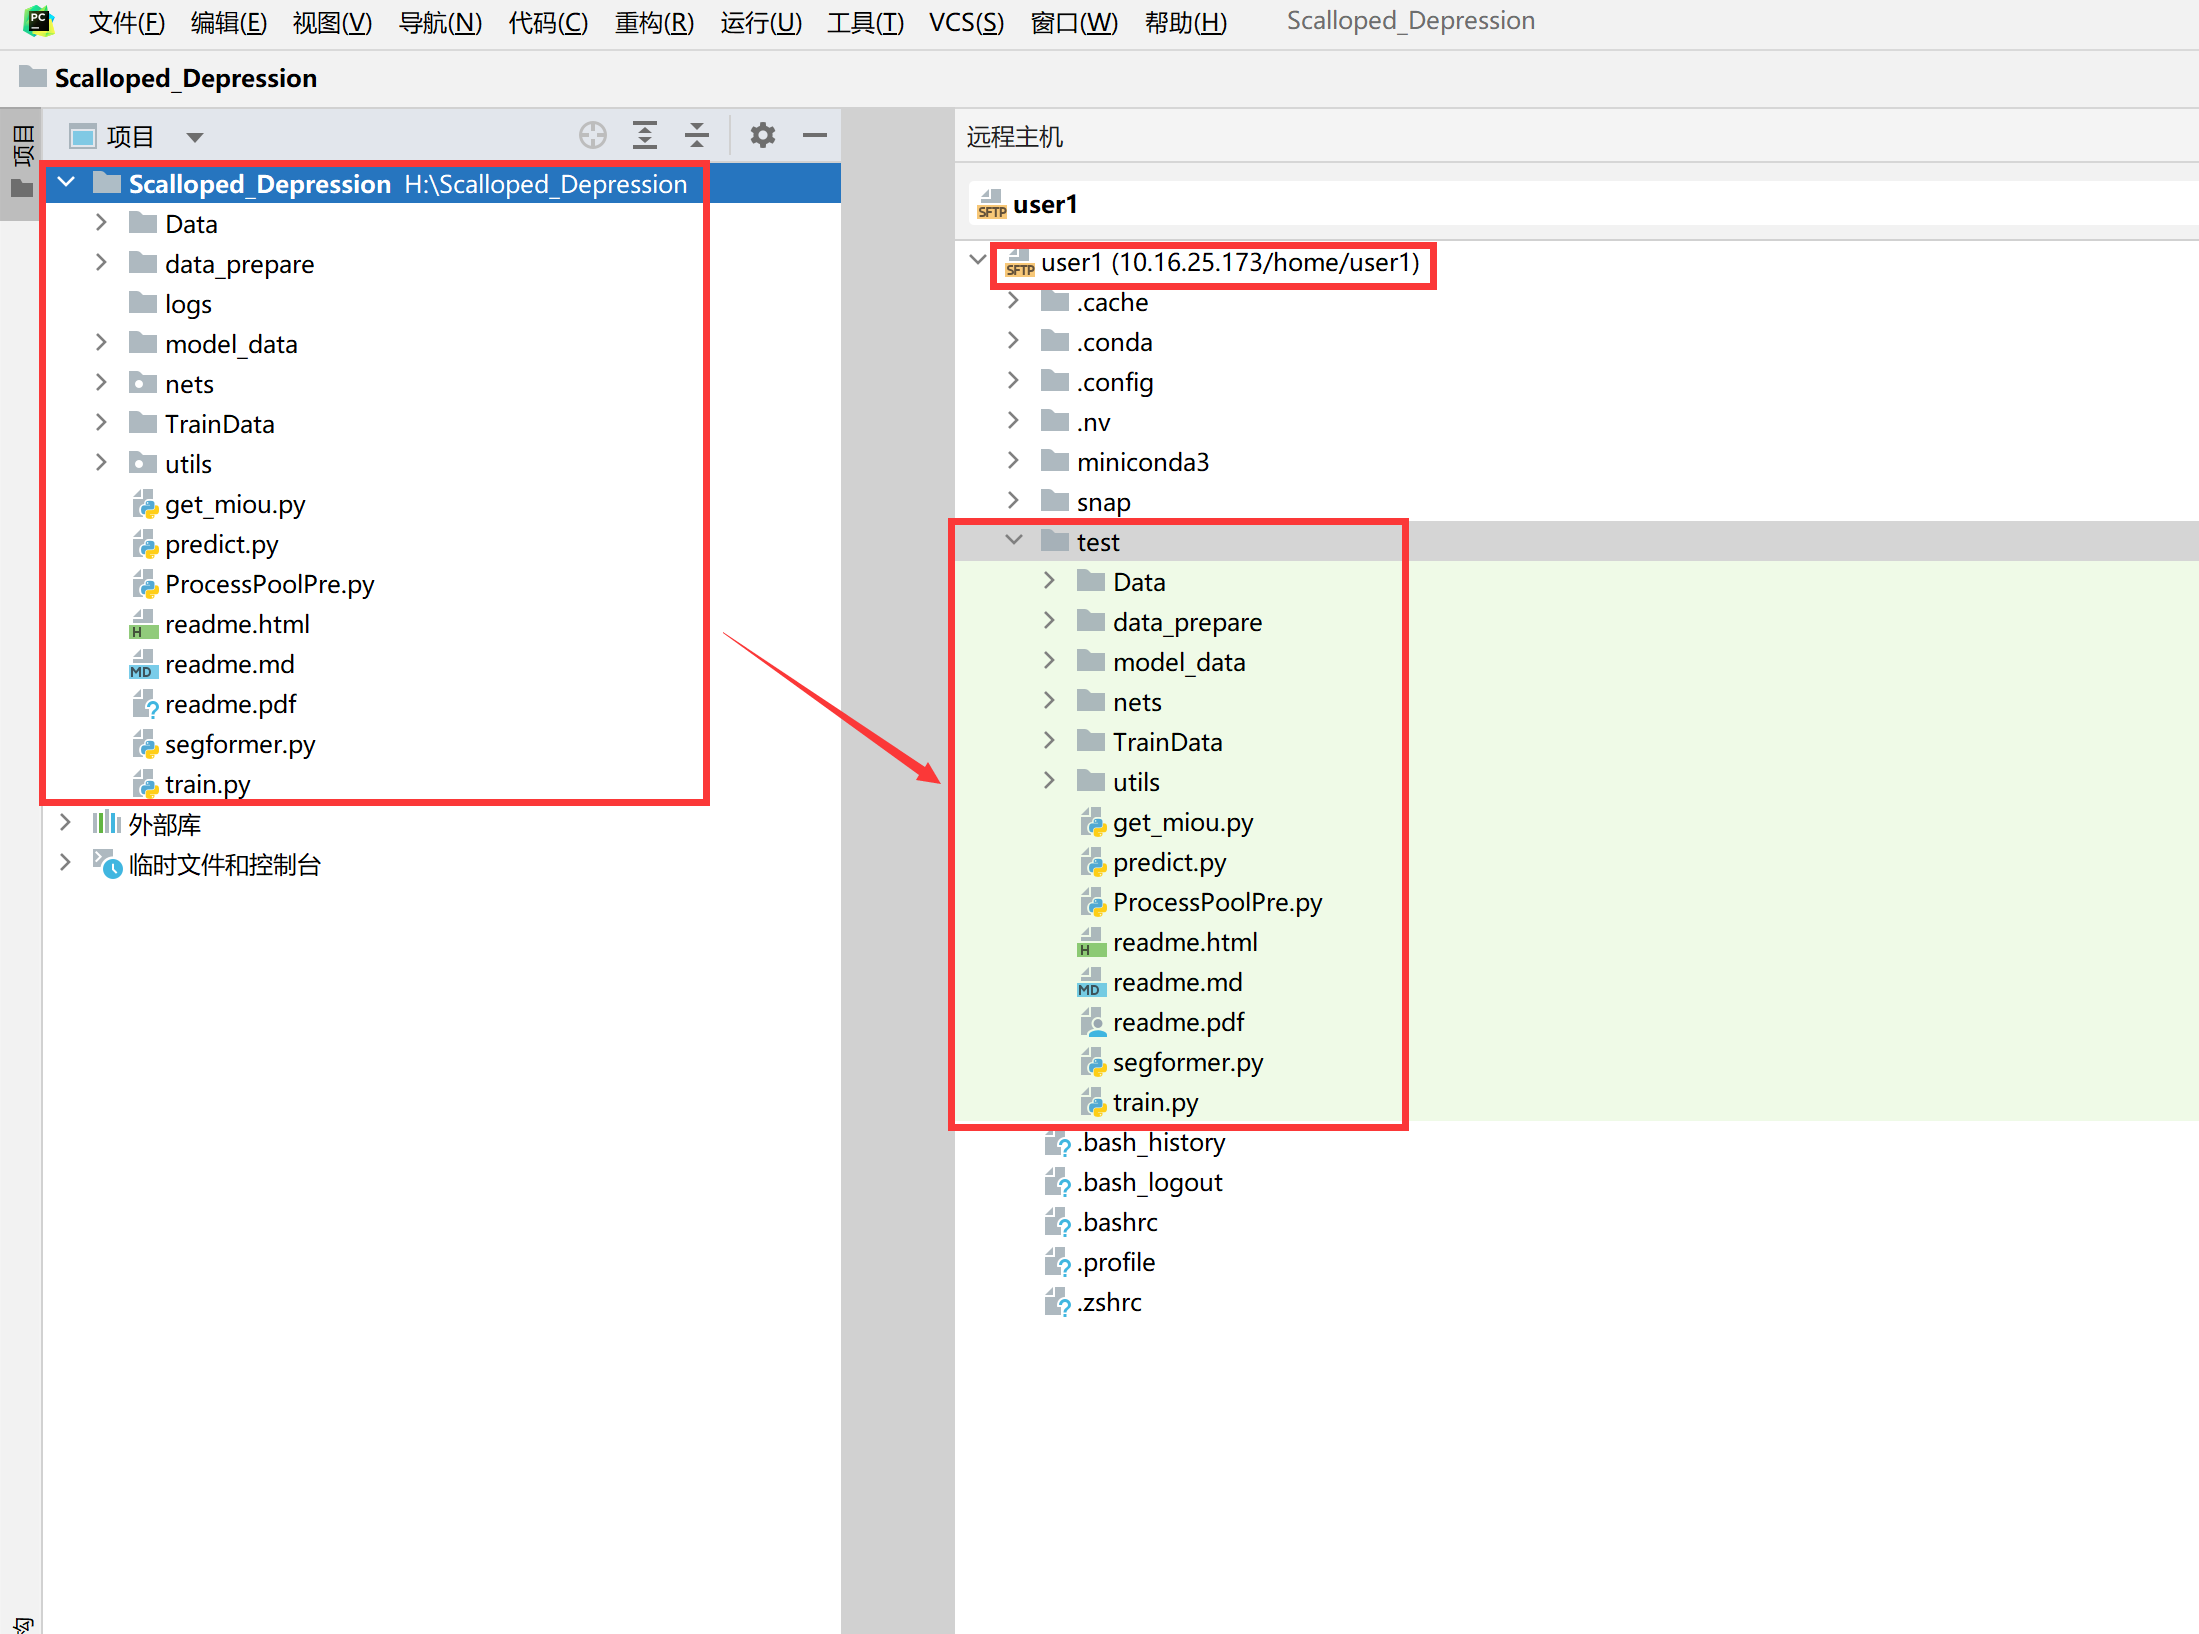 文件(F) 编辑(E) 视图(V) 导航(N) 代码(C) 重构(R) 运行(U) 工具(T) VCS(S) 窗口(W) 帮助(H) Scalloped_Depression
Scalloped_Depression
项目
项目
Scalloped_Depression H:\Scalloped_Depression
Data
data_prepare
logs
model_data
nets
TrainData
utils
get_miou.py
predict.py
ProcessPoolPre.py
readme.html
readme.md
readme.pdf
segformer.py
train.py
外部库
临时文件和控制台
远程主机
user1
user1 (10.16.25.173/home/user1)
.cache
.conda
.config
.nv
miniconda3
snap
test
Data
data_prepare
model_data
nets
TrainData
utils
get_miou.py
predict.py
ProcessPoolPre.py
readme.html
readme.md
readme.pdf
segformer.py
train.py
.bash_history
.bash_logout
.bashrc
.profile
.zshrc